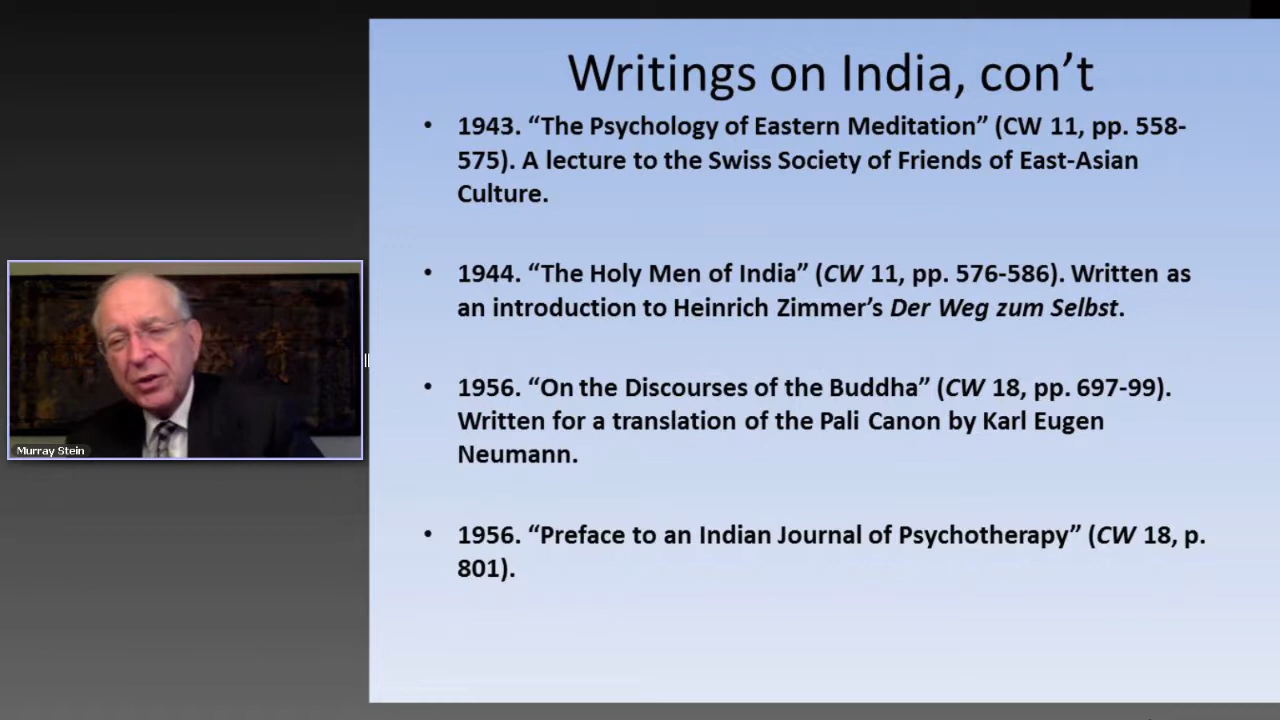 Writings on India, con’t
• 1943. “The Psychology of Eastern Meditation” (CW 11, pp. 558-
575). A lecture to the Swiss Society of Friends of East-Asian
Culture.
• 1944. “The Holy Men of India” (CW 11, pp. 576-586). Written as
an introduction to Heinrich Zimmer’s Der Weg zum Selbst.
• 1956. “On the Discourses of the Buddha” (CW 18, pp. 697-99).
Written for a translation of the Pali Canon by Karl Eugen
Neumann.
• 1956. “Preface to an Indian Journal of Psychotherapy” (CW 18, p.
801).
Murray Stein